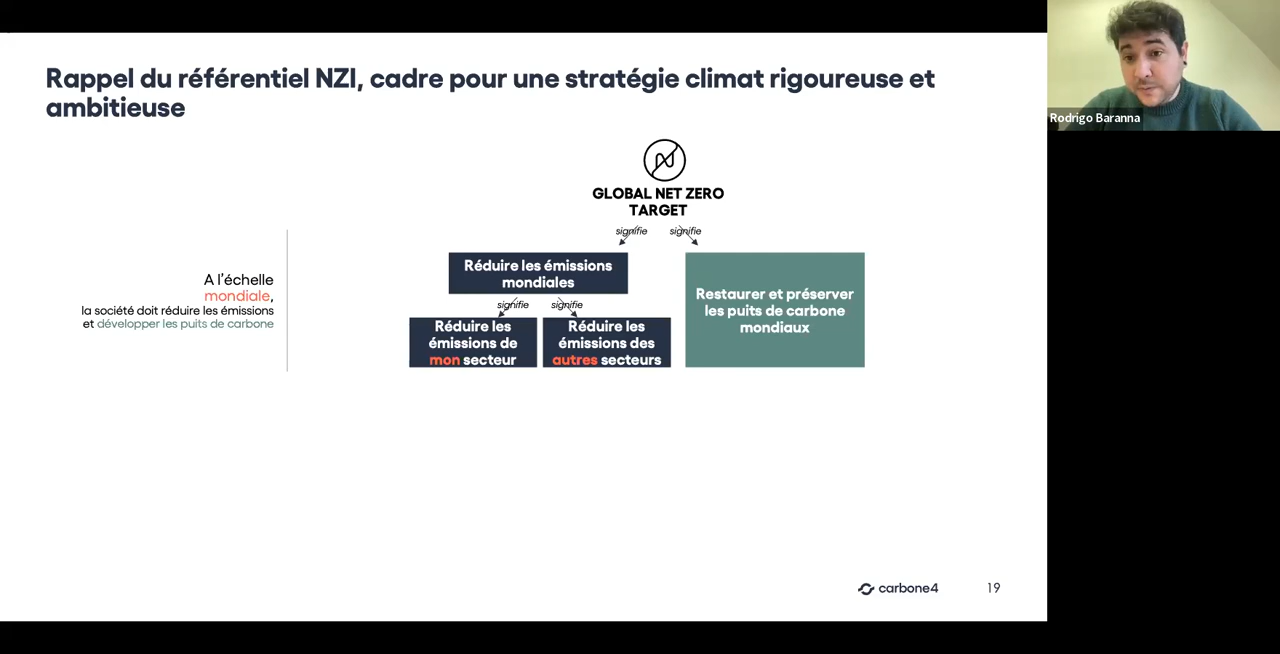 Rappel du référentiel NZI, cadre pour une stratégie climat rigoureuse et
ambitieuse
Rodrigo Baranna
GLOBAL NET ZERO
TARGET
signifie
signifie
A l'échelle
mondiale,
la société doit réduire les émissions
et développer les puits de carbone
Réduire les émissions
mondiales
signifie
signifie
Réduire les
émissions de
mon secteur
Réduire les
émissions des
autres secteurs
Restaurer et préserver
les puits de carbone
mondiaux
carbone4
19